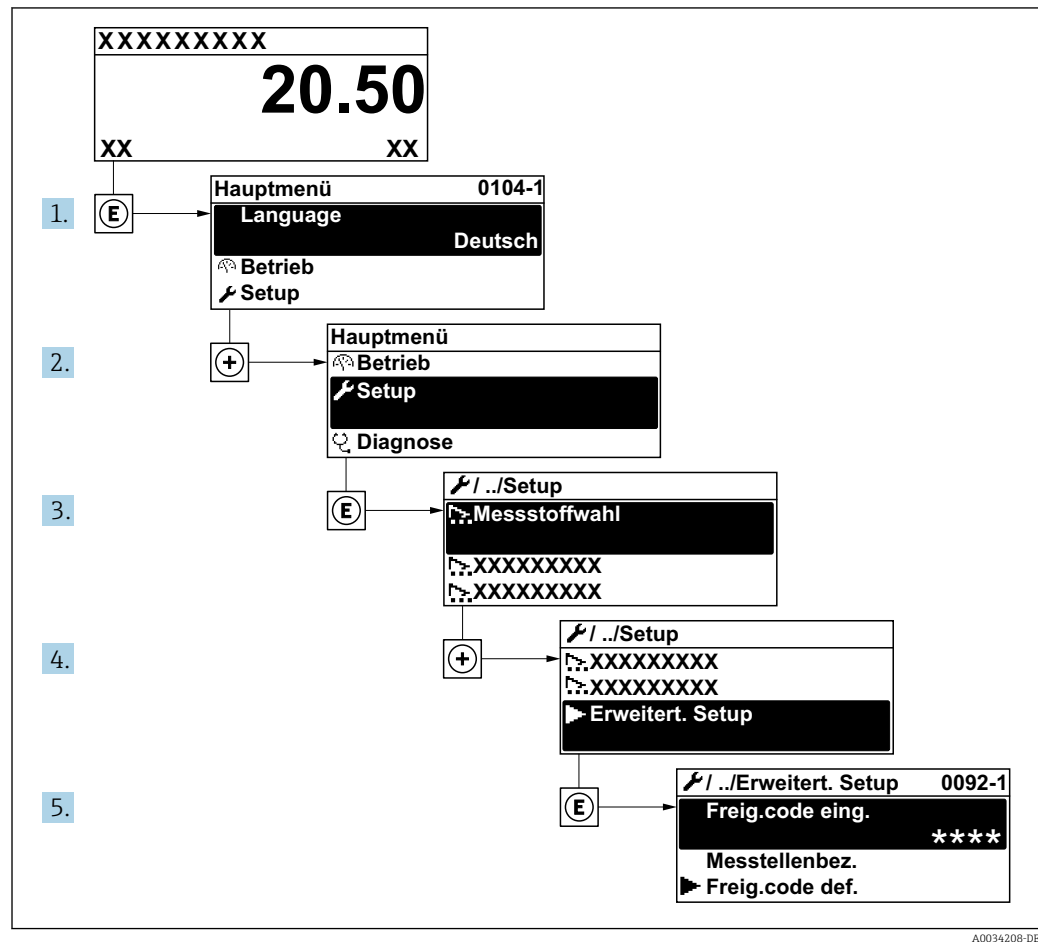 XXXXXXXXX
20.50
XX XX
1. E
Hauptmenü 0104-1
Language
Deutsch
Betrieb
Setup
2. +
Hauptmenü
Betrieb
Setup
Diagnose
3. E
/ ../Setup
Messstoffwahl
XXXXXXXXX
XXXXXXXXX
4. +
/ ../Setup
XXXXXXXXX
XXXXXXXXX
Erweitert. Setup
5. E
/ ../Erweitert. Setup 0092-1
Freig.code eing.
****
Messtellenbez.
Freig.code def.
A0034208-DE